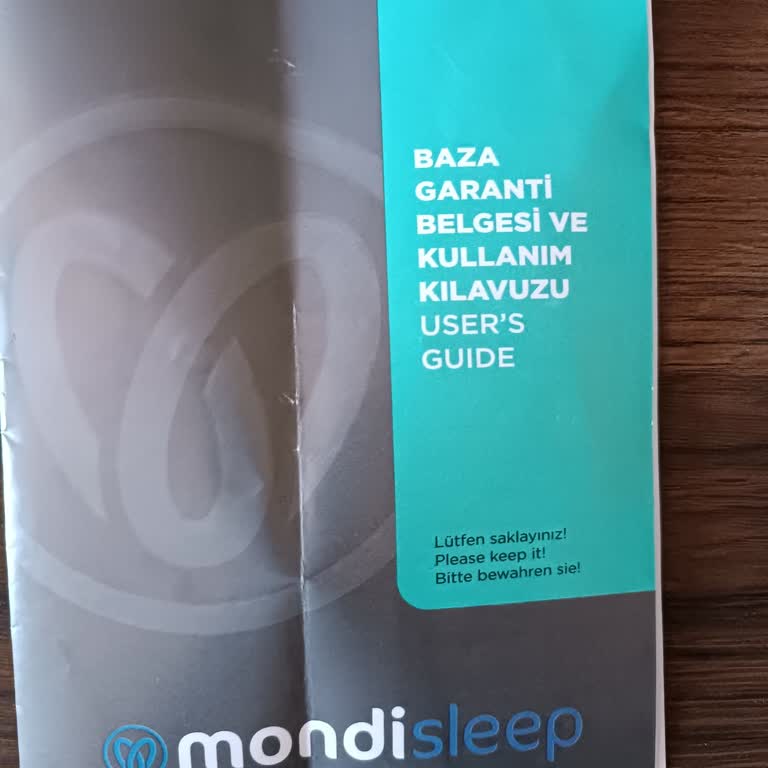 BAZA
GARANTİ
BELGESİ VE
KULLANIM
KILAVUZU
USER'S
GUIDE
Lütfen saklayınız!
Please keep it!
Bitte bewahren sie!
mondisleep